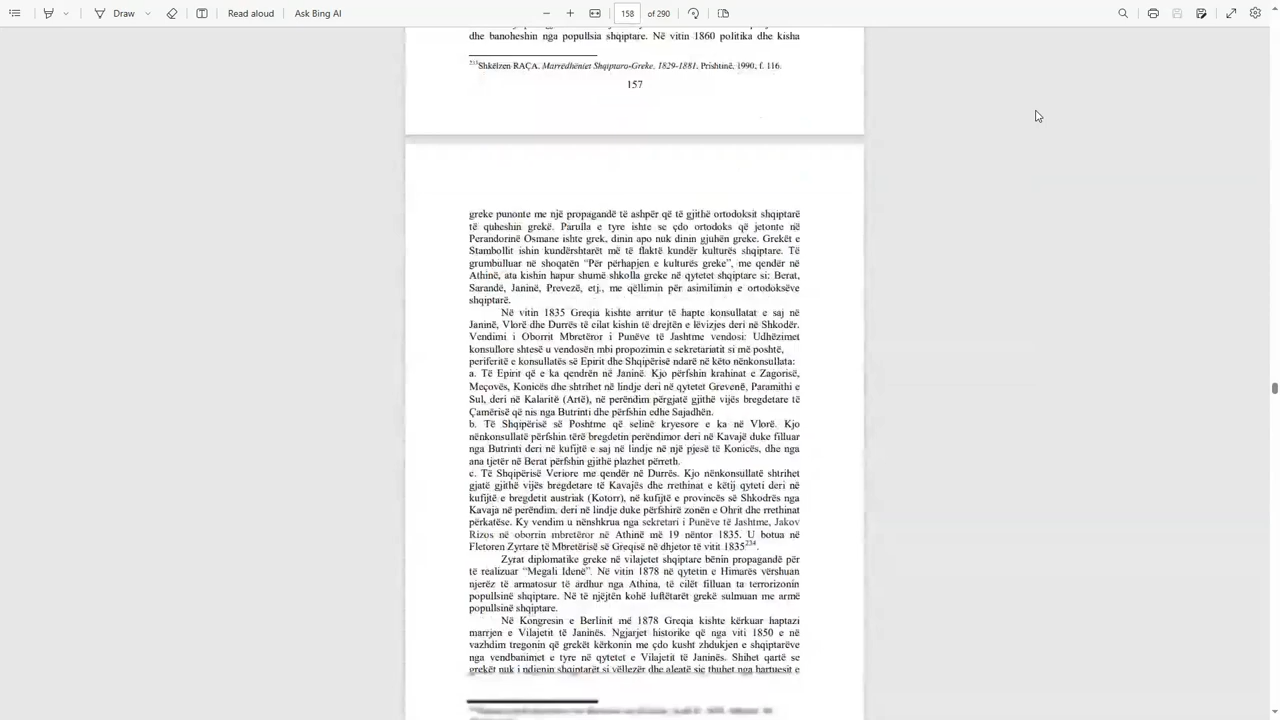 Draw
Read aloud
Ask Bing AI
158 of 290
dhe banoheshin nga popullsia shqiptare. Në vitin 1860 politika dhe kisha
233Shkëlzen RAÇA, Marrëdhëniet Shqiptaro-Greke, 1829-1881, Prishtinë, 1990, f. 116.
157
greke punonte me një propagandë të ashpër që të gjithë ortodoksit shqiptarë
të quheshin grekë. Parulla e tyre ishte se çdo ortodoks që jetonte në
Perandorinë Osmane ishte grek, dinin apo nuk dinin gjuhën greke. Grekët e
Stambollit ishin kundërshtarët më të flaktë kundër kulturës shqiptare. Të
grumbulluar në shoqatën “Për përhapjen e kulturës greke”, me qendër në
Athinë, ata kishin hapur shumë shkolla greke në qytetet shqiptare si: Berat,
Sarandë, Janinë, Prevezë, etj., me qëllimin për asimilimin e ortodoksëve
shqiptarë.
Në vitin 1835 Greqia kishte arritur të hapte konsullatat e saj në
Janinë, Vlorë dhe Durrës të cilat kishin të drejtën e lëvizjes deri në Shkodër.
Vendimi i Oborrit Mbretëror i Punëve të Jashtme vendosi: Udhëzimet
konsullore shtesë u vendosën mbi propozimin e sekretariatit si më poshtë,
periferitë e konsullatës së Epirit dhe Shqipërisë ndarë në këto nënkonsullata:
a. Të Epirit që e ka qendrën në Janinë. Kjo përfshin krahinat e Zagorisë,
Meçovës, Konicës dhe shtrihet në lindje deri në qytetet Grevenë, Paramithi e
Sul, deri në Kalaritë (Artë), në perëndim përgjatë gjithë vijës bregdetare të
Çamërisë që nis nga Butrinti dhe përfshin edhe Sajadhën.
b. Të Shqipërisë së Poshtme që selinë kryesore e ka në Vlorë. Kjo
nënkonsullatë përfshin tërë bregdetin perëndimor deri në Kavajë duke filluar
nga Butrinti deri në kufijtë e saj në lindje në një pjesë të Konicës, dhe nga
ana tjetër në Berat përfshin gjithë plazhet përreth.
c. Të Shqipërisë Veriore me qendër në Durrës. Kjo nënkonsullatë shtrihet
gjatë gjithë vijës bregdetare të Kavajës dhe rrethinat e këtij qyteti deri në
kufijtë e bregdetit austriak (Kotorr), në kufijtë e provincës së Shkodrës nga
Kavaja në perëndim, deri në lindje duke përfshirë zonën e Ohrit dhe rrethinat
përkatëse. Ky vendim u nënshkrua nga sekretari i Punëve të Jashtme, Jakov
Rizos në oborrin mbretëror në Athinë më 19 nëntor 1835. U botua në
Fletoren Zyrtare të Mbretërisë së Greqisë në dhjetor të vitit 1835234.
Zyrat diplomatike greke në vilajetet shqiptare bënin propagandë për
të realizuar “Megali Idenë”. Në vitin 1878 në qytetin e Himarës vërshuan
njerëz të armatosur të ardhur nga Athina, të cilët filluan ta terrorizonin
popullsinë shqiptare. Në të njëjtën kohë luftëtarët grekë sulmuan me armë
popullsinë shqiptare.
Në Kongresin e Berlinit më 1878 Greqia kishte kërkuar haptazi
marrjen e Vilajetit të Janinës. Ngjarjet historike që nga viti 1850 e në
vazhdim tregonin që grekët kërkonin me çdo kusht zhdukjen e shqiptarëve
nga vendbanimet e tyre në qytetet e Vilajetit të Janinës. Shihet qartë se
grekët nuk i ndienin shqiptarët si vëllezër dhe aleatë siç thuhet nga hartuesit e